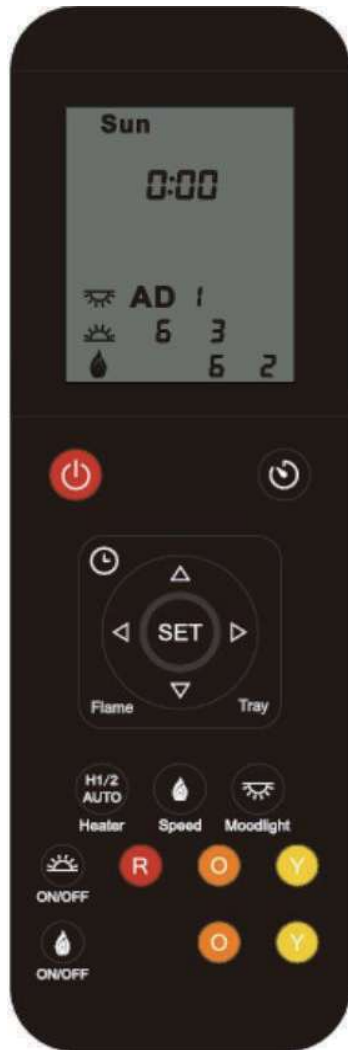 Sun
0:00
AD 1
6 3
6 2
SET
Flame Tray
H1/2
AUTO
Heater Speed Moodlight
R O Y
ON/OFF
O Y
ON/OFF